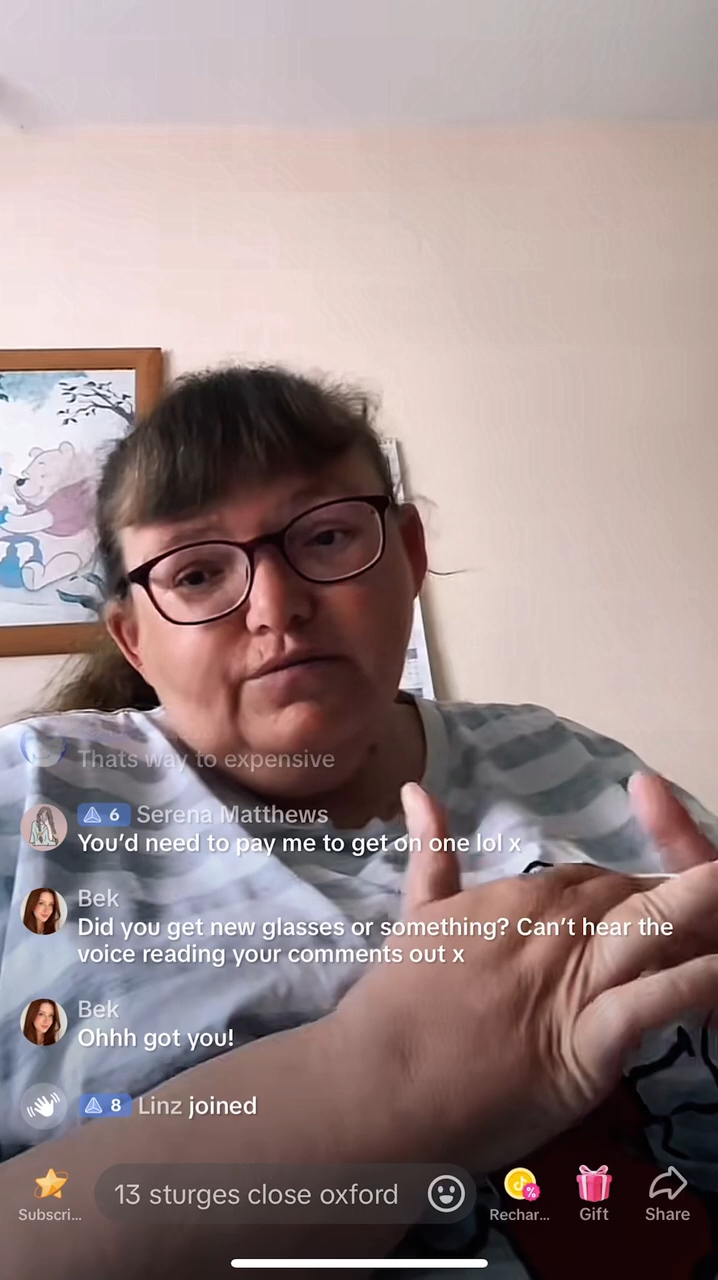 Thats way to expensive
6 Serena Matthews
You’d need to pay me to get on one lol x
Bek
Did you get new glasses or something? Can’t hear the
voice reading your comments out x
Bek
Ohhh got you!
8 Linz joined
13 sturges close oxford
Subscri... Rechar... Gift Share